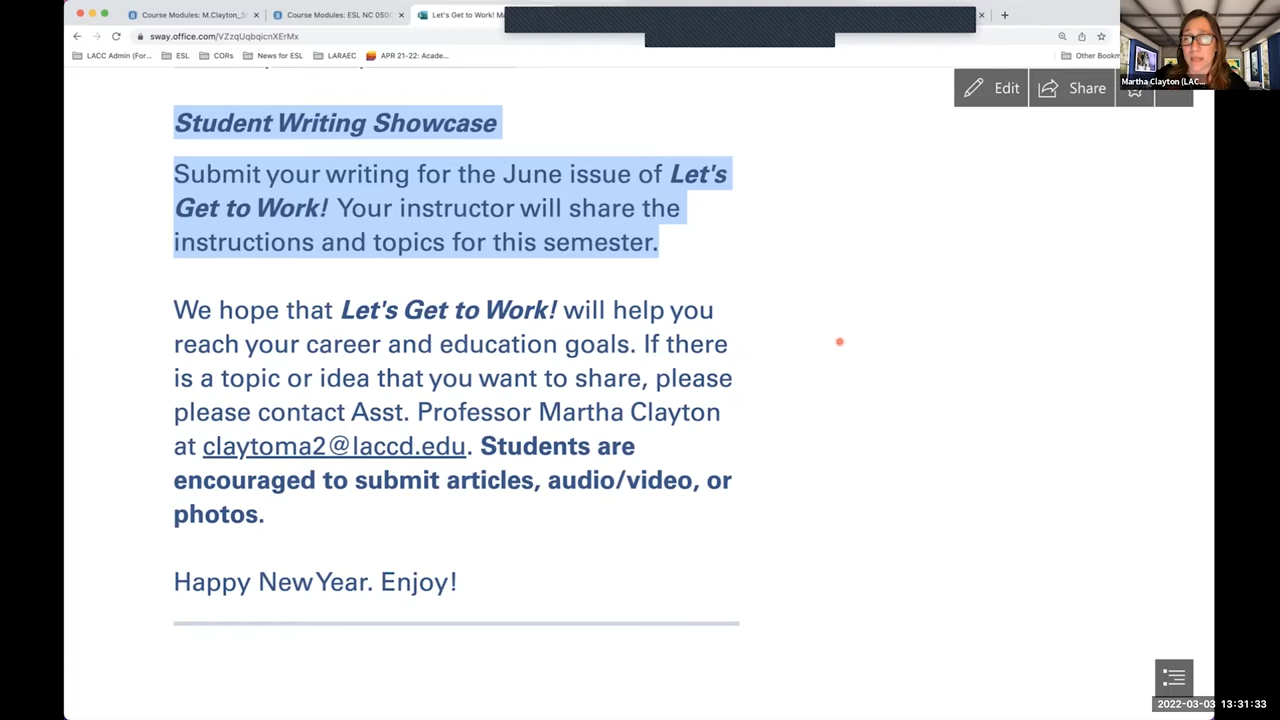 Course Modules: M.Clayton_S
Course Modules: ESL NC 050C
Let's Get to Work! Ma
sway.office.com/VZzqUqbqicnXErMx
LACC Admin (For... ESL CORs News for ESL LARAEC APR 21-22: Acade... Other Bookm
Martha Clayton (LAC...
Edit Share
Student Writing Showcase
Submit your writing for the June issue of Let's
Get to Work! Your instructor will share the
instructions and topics for this semester.
We hope that Let's Get to Work! will help you
reach your career and education goals. If there
is a topic or idea that you want to share, please
please contact Asst. Professor Martha Clayton
at claytoma2@laccd.edu. Students are
encouraged to submit articles, audio/video, or
photos.
Happy New Year. Enjoy!
2022-03-03 13:31:33